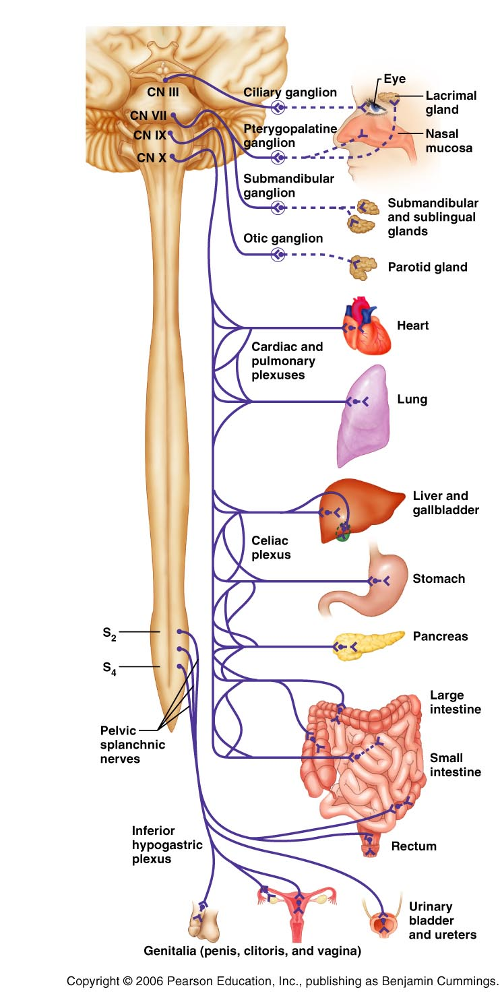 CN III
CN VII
CN IX
CN X
Ciliary ganglion
Eye
Lacrimal
gland
Pterygopalatine
ganglion
Nasal
mucosa
Submandibular
ganglion
Submandibular
and sublingual
glands
Otic ganglion
Parotid gland
Heart
Cardiac and
pulmonary
plexuses
Lung
Liver and
gallbladder
Celiac
plexus
Stomach
S2
Pancreas
S4
Large
intestine
Pelvic
splanchnic
nerves
Small
intestine
Inferior
hypogastric
plexus
Rectum
Urinary
bladder
and ureters
Genitalia (penis, clitoris, and vagina)
Copyright © 2006 Pearson Education, Inc., publishing as Benjamin Cummings.